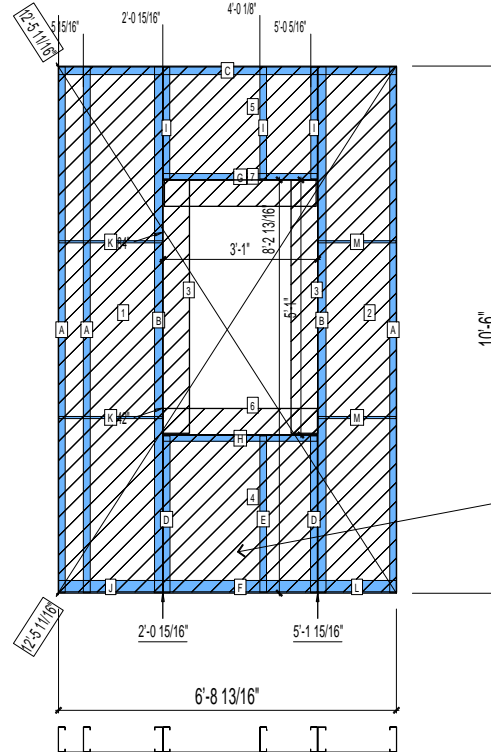 12'-5 11/16"
5 15/16"
2'-0 15/16"
4'-0 1/8"
5'-0 5/16"
C
5
I I I
G 7
8'-2 13/16"
K
M
3'-1"
3 3
1
2
5'-1"
A A B B A
10'-6"
6
K
42"
M
H
4
D E D
J F L
12'-5 11/16"
2'-0 15/16"
5'-1 15/16"
6'-8 13/16"